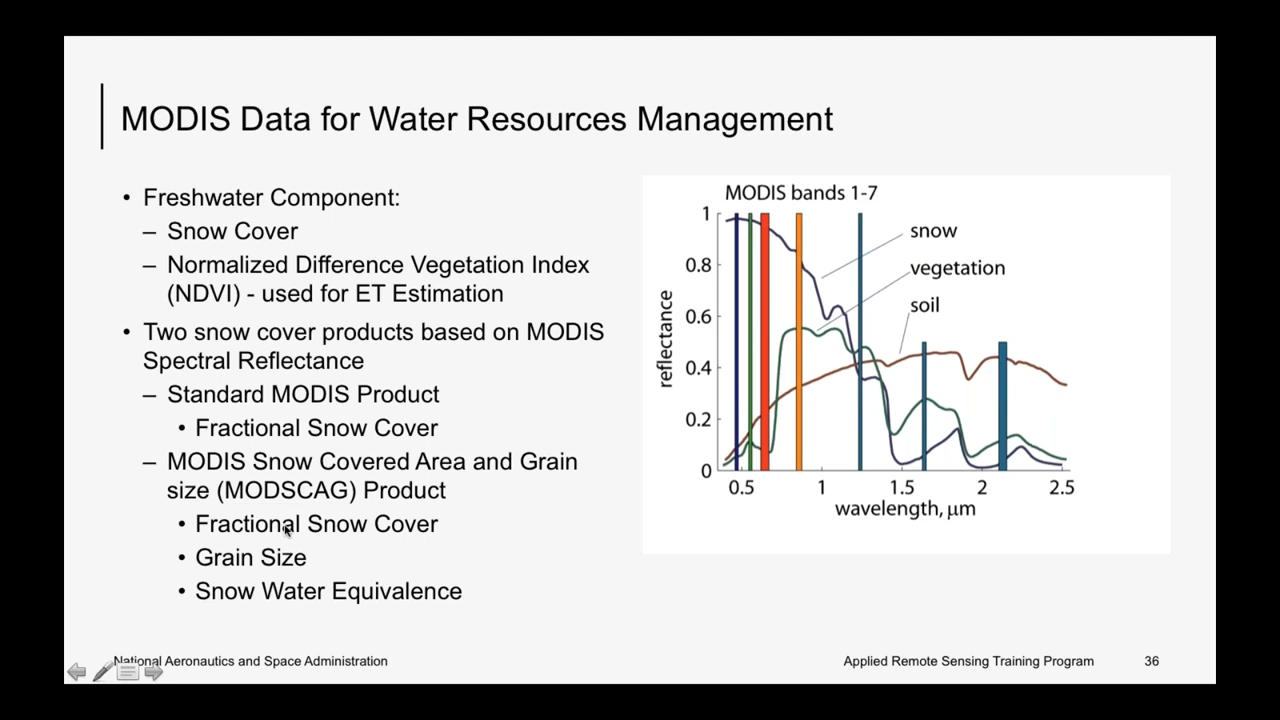 MODIS Data for Water Resources Management
• Freshwater Component:
– Snow Cover
– Normalized Difference Vegetation Index
(NDVI) - used for ET Estimation
• Two snow cover products based on MODIS
Spectral Reflectance
– Standard MODIS Product
• Fractional Snow Cover
– MODIS Snow Covered Area and Grain
size (MODSCAG) Product
• Fractional Snow Cover
• Grain Size
• Snow Water Equivalence
MODIS bands 1-7
1
0.8
0.6
0.4
0.2
0
reflectance
snow
vegetation
soil
0.5 1 1.5 2 2.5
wavelength, μm
National Aeronautics and Space Administration
Applied Remote Sensing Training Program 36